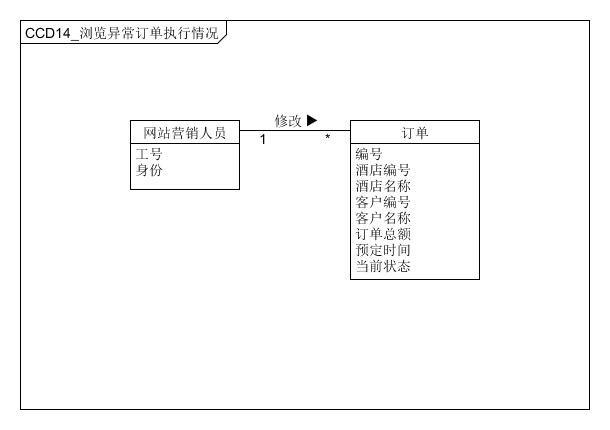 CCD14_浏览异常订单执行情况
修改 ▶
1
*
网站营销人员
工号
身份
订单
编号
酒店编号
酒店名称
客户编号
客户名称
订单总额
预定时间
当前状态